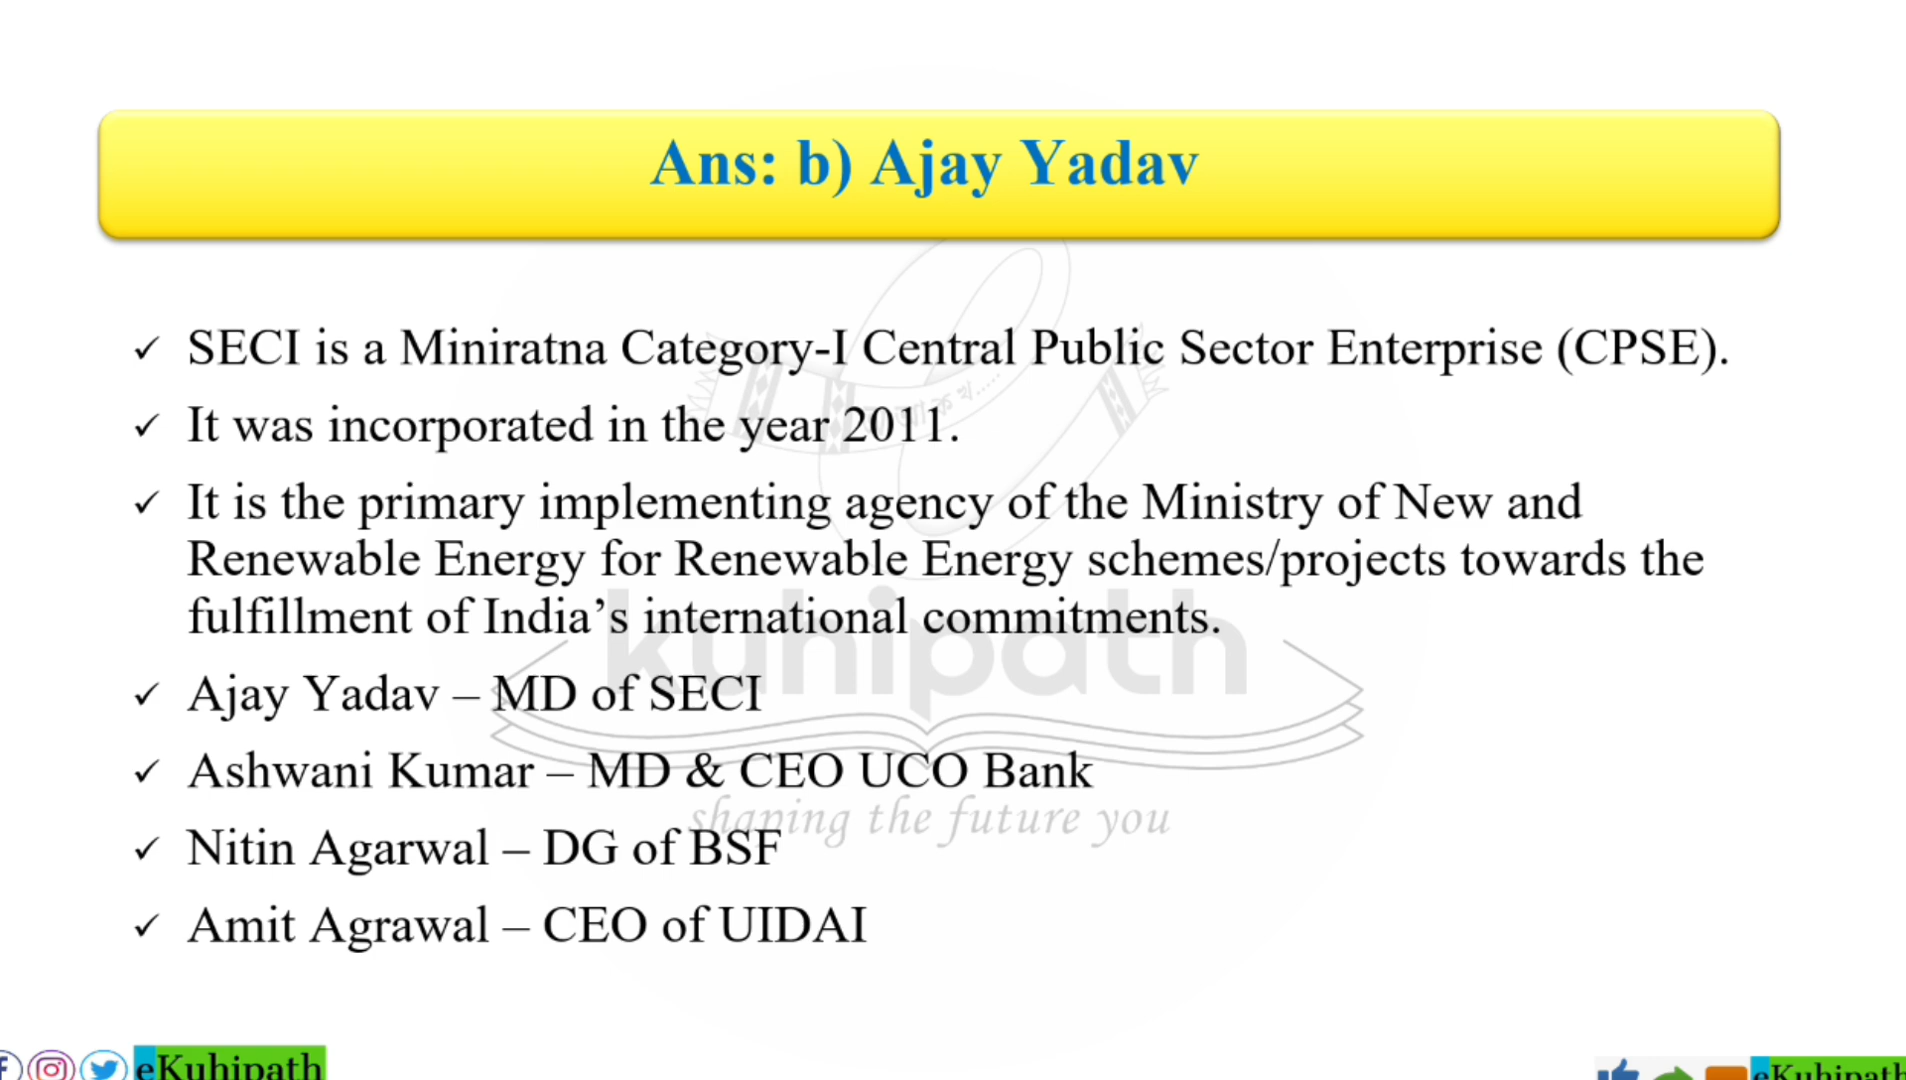 Ans: b) Ajay Yadav
✓ SECI is a Miniratna Category-I Central Public Sector Enterprise (CPSE).
✓ It was incorporated in the year 2011.
✓ It is the primary implementing agency of the Ministry of New and
Renewable Energy for Renewable Energy schemes/projects towards the
fulfillment of India’s international commitments.
kuhipath
✓ Ajay Yadav – MD of SECI
✓ Ashwani Kumar – MD & CEO UCO Bank
shaping the future you
✓ Nitin Agarwal – DG of BSF
✓ Amit Agrawal – CEO of UIDAI
eKuhipath
eKuhipath